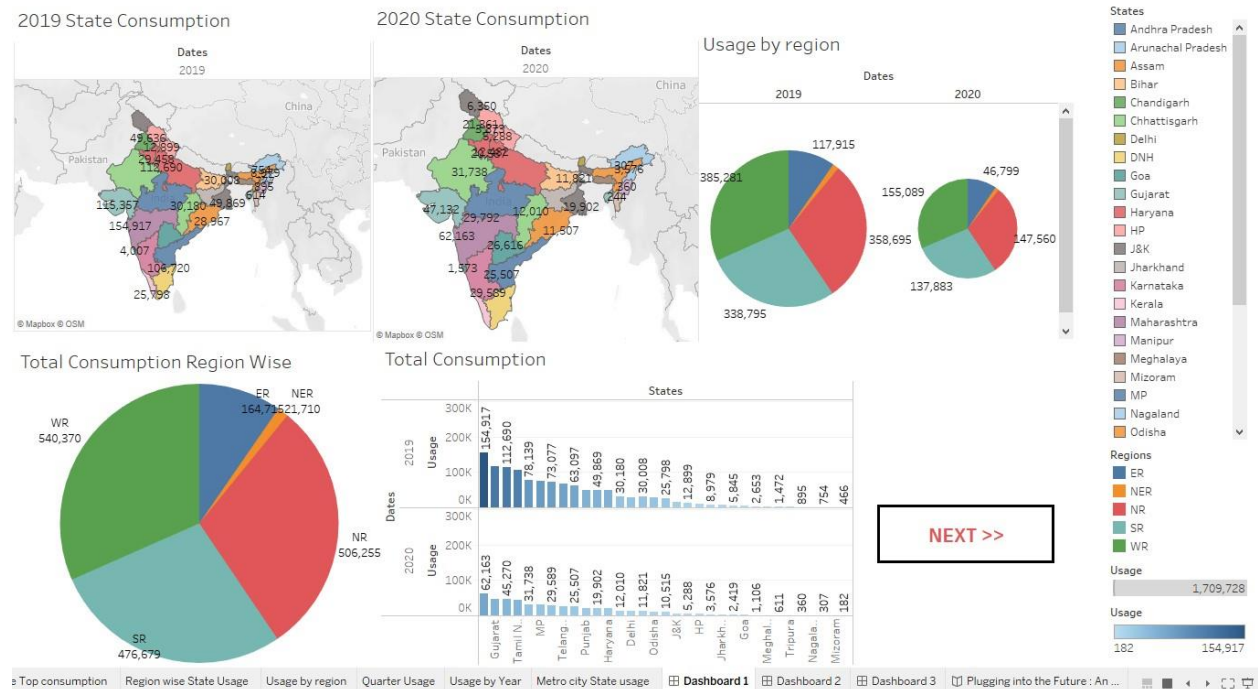 2019 State Consumption
Dates
2019
China
Pakistan
49,636
12,899
29,458
112,690
30,008
115,357
30,180
49,869
895
614
154,917
28,967
4,007
106,720
25,798
© Mapbox © OSM
2020 State Consumption
Dates
2020
China
Pakistan
India
6,350
21,361
5,288
31,738
11,821
307
3,576
360
244
47,132
29,792
12,010
19,902
11,507
62,163
26,616
1,573
25,507
29,589
© Mapbox © OSM
Usage by region
Dates
2019
2020
117,915
385,281
358,695
338,795
46,799
155,089
147,560
137,883
Total Consumption Region Wise
ER
164,715
NER
21,710
WR
540,370
NR
506,255
SR
476,679
Total Consumption
States
Dates
2019
Usage
300K
200K
100K
0K
154,917
112,690
78,139
73,077
63,097
49,869
30,180
30,008
25,798
12,899
8,979
5,845
2,653
1,472
895
754
466
2020
Usage
300K
200K
100K
0K
62,163
45,270
31,738
29,589
25,507
19,902
12,010
11,821
10,515
5,288
3,576
2,419
1,106
611
360
307
182
Gujarat
Tamil N..
MP
Telang..
Punjab
Haryana
Delhi
Odisha
J&K
HP
Jharkh..
Goa
Meghal..
Tripura
Nagala..
Mizoram
NEXT >>
States
Andhra Pradesh
Arunachal Pradesh
Assam
Bihar
Chandigarh
Chhattisgarh
Delhi
DNH
Goa
Gujarat
Haryana
HP
J&K
Jharkhand
Karnataka
Kerala
Maharashtra
Manipur
Meghalaya
Mizoram
MP
Nagaland
Odisha
Regions
ER
NER
NR
SR
WR
Usage
1,709,728
Usage
182
154,917
e Top consumption
Region wise State Usage
Usage by region
Quarter Usage
Usage by Year
Metro city State usage
Dashboard 1
Dashboard 2
Dashboard 3
Plugging into the Future : An ...